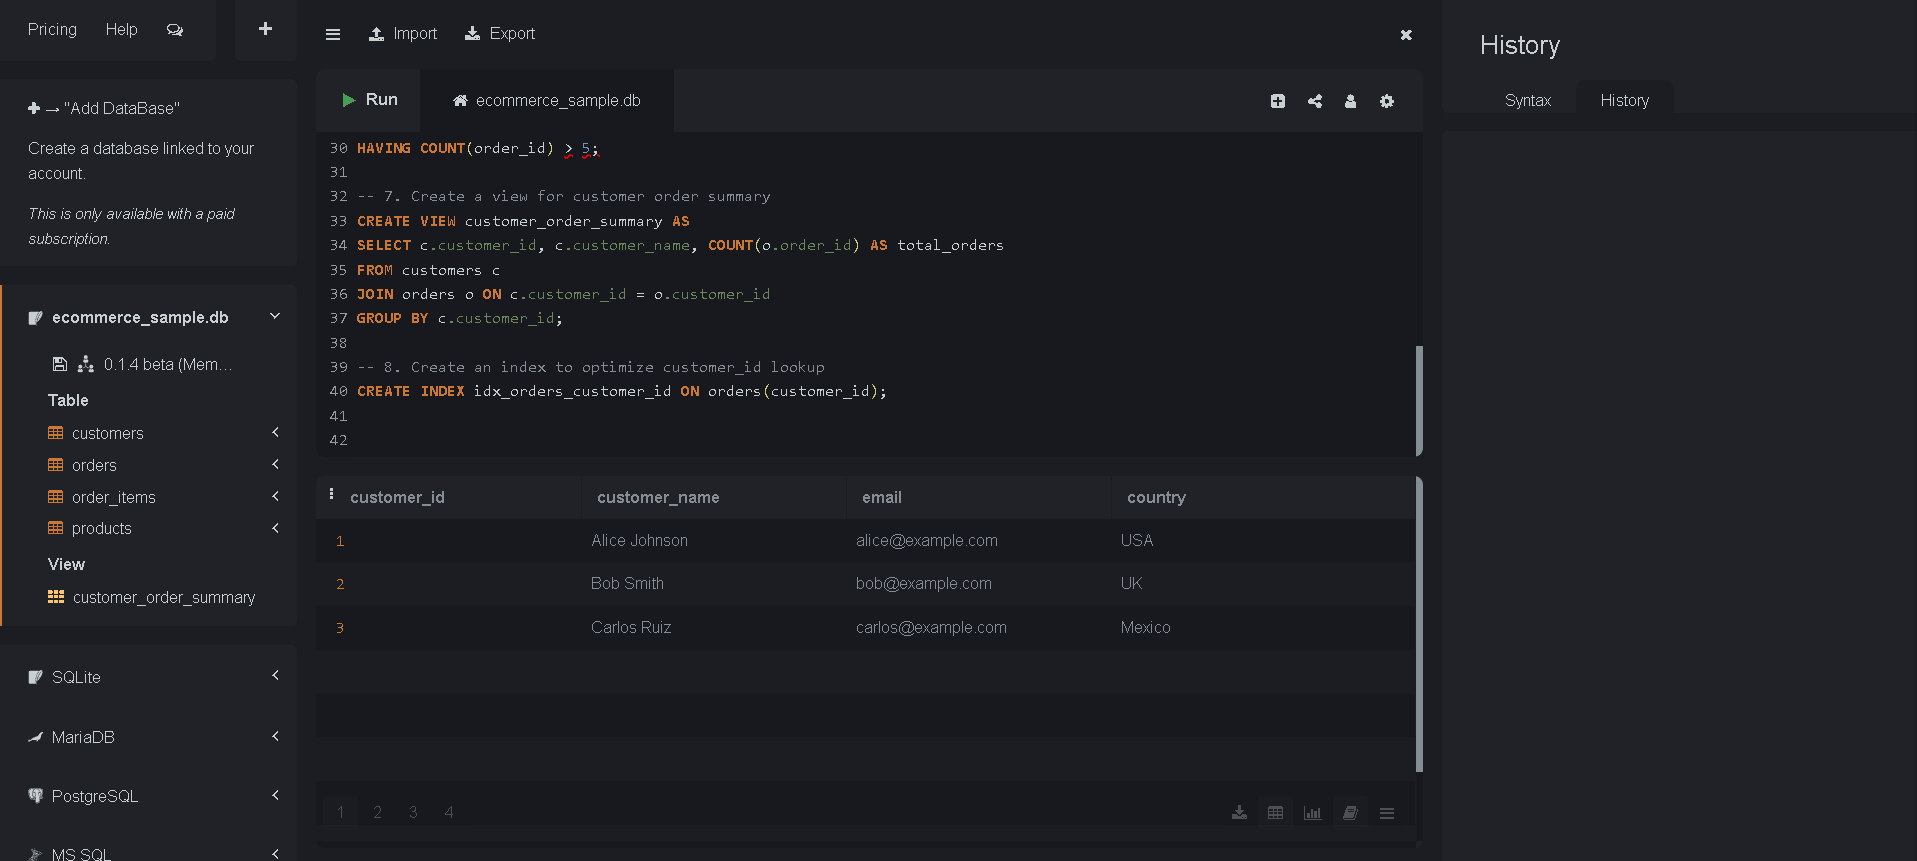 Pricing Help
Import Export
History
Syntax History
→ "Add DataBase"
Create a database linked to your
account.
This is only available with a paid
subscription.
ecommerce_sample.db
0.1.4 beta (Mem...
Table
customers
orders
order_items
products
View
customer_order_summary
SQLite
MariaDB
PostgreSQL
MS SQL
Run ecommerce_sample.db
30 HAVING COUNT(order_id) > 5;
31
32 -- 7. Create a view for customer order summary
33 CREATE VIEW customer_order_summary AS
34 SELECT c.customer_id, c.customer_name, COUNT(o.order_id) AS total_orders
35 FROM customers c
36 JOIN orders o ON c.customer_id = o.customer_id
37 GROUP BY c.customer_id;
38
39 -- 8. Create an index to optimize customer_id lookup
40 CREATE INDEX idx_orders_customer_id ON orders(customer_id);
41
42
customer_id customer_name email country
1 Alice Johnson alice@example.com USA
2 Bob Smith bob@example.com UK
3 Carlos Ruiz carlos@example.com Mexico
1 2 3 4